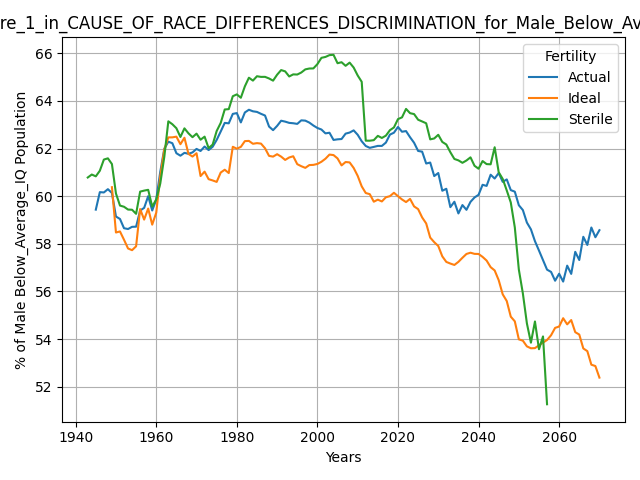 re_1_in_CAUSE_OF_RACE_DIFFERENCES_DISCRIMINATION_for_Male_Below_Av
Fertility
Actual
Ideal
Sterile
% of Male Below_Average_IQ Population
66
64
62
60
58
56
54
52
1940
1960
1980
2000
2020
2040
2060
Years